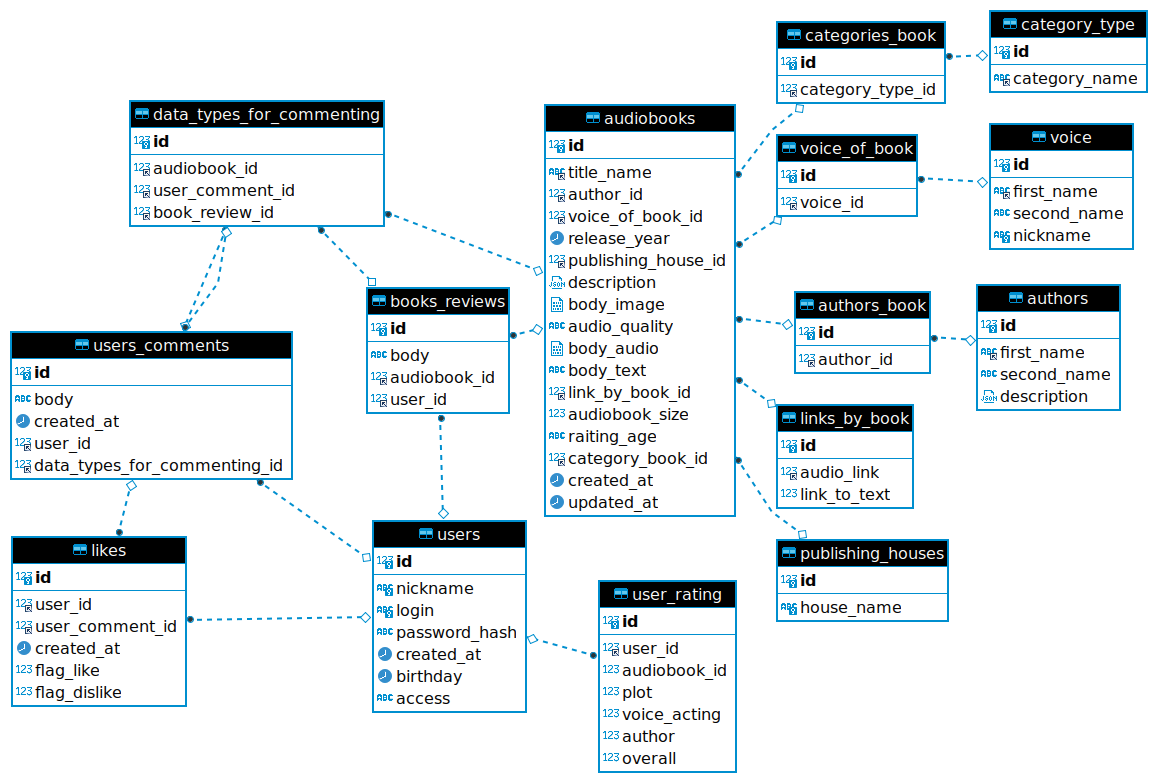 data_types_for_commenting
id
audiobook_id
user_comment_id
book_review_id
users_comments
id
body
created_at
user_id
data_types_for_commenting_id
likes
id
user_id
user_comment_id
created_at
flag_like
flag_dislike
books_reviews
id
body
audiobook_id
user_id
users
id
nickname
login
password_hash
created_at
birthday
access
audiobooks
id
title_name
author_id
voice_of_book_id
release_year
publishing_house_id
description
body_image
audio_quality
body_audio
body_text
link_by_book_id
audiobook_size
raiting_age
category_book_id
created_at
updated_at
user_rating
id
user_id
audiobook_id
plot
voice_acting
author
overall
categories_book
id
category_type_id
category_type
id
category_name
voice_of_book
id
voice_id
voice
id
first_name
second_name
nickname
authors_book
id
author_id
authors
id
first_name
second_name
description
links_by_book
id
audio_link
link_to_text
publishing_houses
id
house_name